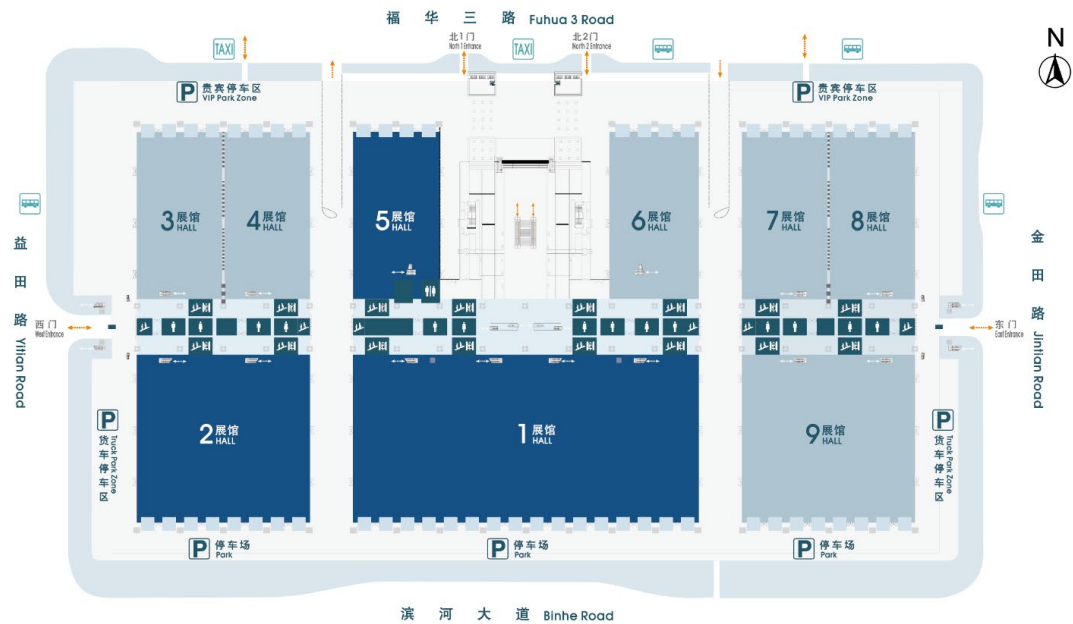 福华三路 Fuhua 3 Road
N
TAXI
北1门
North 1 Entrance
TAXI
北2门
North 2 Entrance
P 贵宾停车区
VIP Park Zone
P 贵宾停车区
VIP Park Zone
3 展馆
HALL
4 展馆
HALL
5 展馆
HALL
6 展馆
HALL
7 展馆
HALL
8 展馆
HALL
益田路 Yitian Road
金田路 Jintian Road
西门
West Entrance
东门
East Entrance
P 货车停车区
Truck Park Zone
2 展馆
HALL
1 展馆
HALL
9 展馆
HALL
P 货车停车区
Truck Park Zone
P 停车场
Park
P 停车场
Park
P 停车场
Park
滨河大道 Binhe Road